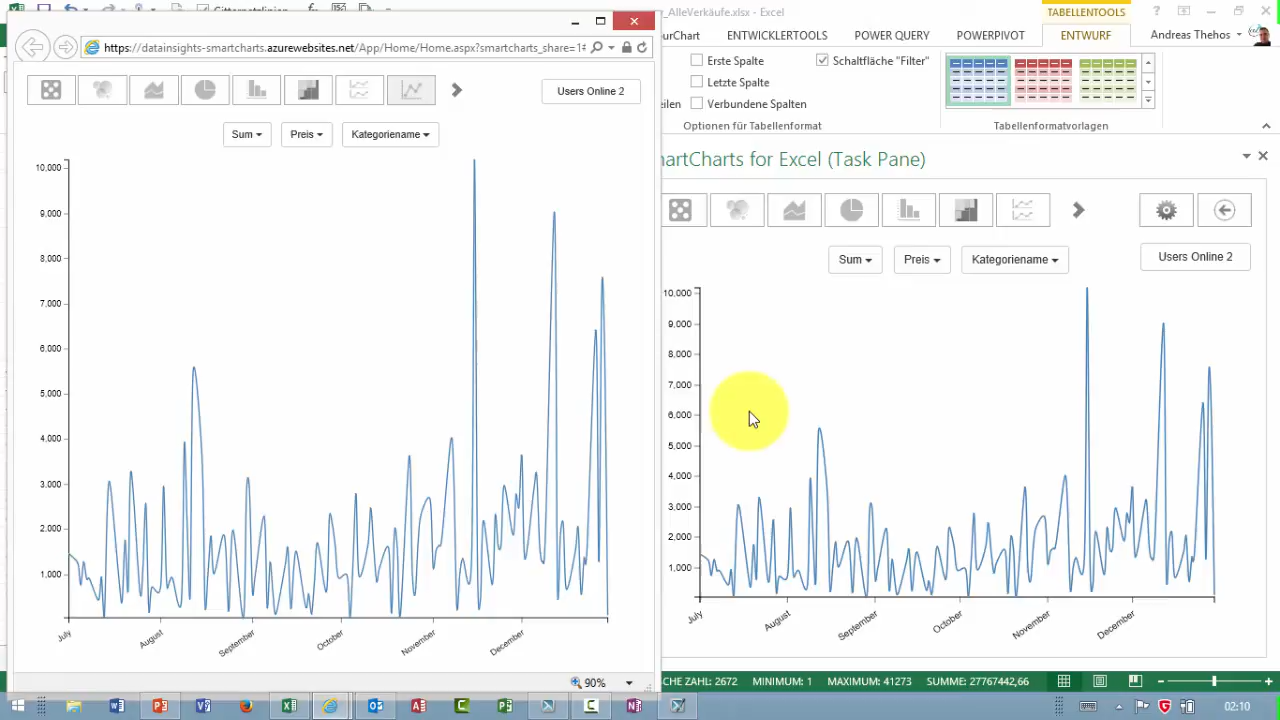 Gitternetzlinien
_AlleVerkäufe.xlsx - Excel
TABELLENTOOLS
https://datainsights-smartcharts.azurewebsites.net/App/Home/Home.aspx?smartcharts_share=1#
urChart
ENTWICKLERTOOLS
POWER QUERY
POWERPIVOT
ENTWURF
Andreas Thehos
Erste Spalte
Schaltfläche "Filter"
Letzte Spalte
eilen
Verbundene Spalten
Optionen für Tabellenformat
Tabellenformatvorlagen
Users Online 2
Sum
Preis
Kategoriename
10,000
9,000
8,000
7,000
6,000
5,000
4,000
3,000
2,000
1,000
July
August
September
October
November
December
90%
martCharts for Excel (Task Pane)
Sum
Preis
Kategoriename
Users Online 2
10,000
9,000
8,000
7,000
6,000
5,000
4,000
3,000
2,000
1,000
July
August
September
October
November
December
SCHE ZAHL: 2672
MINIMUM: 1
MAXIMUM: 41273
SUMME: 27767442,66
02:10